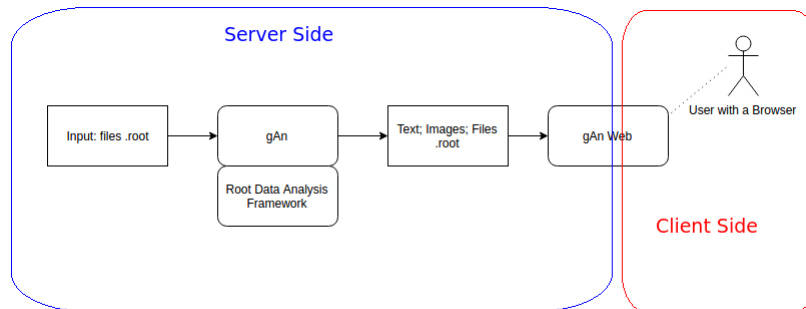 Server Side
User with a Browser
Input: files .root
gAn
Text; Images; Files
.root
gAn Web
Root Data Analysis
Framework
Client Side